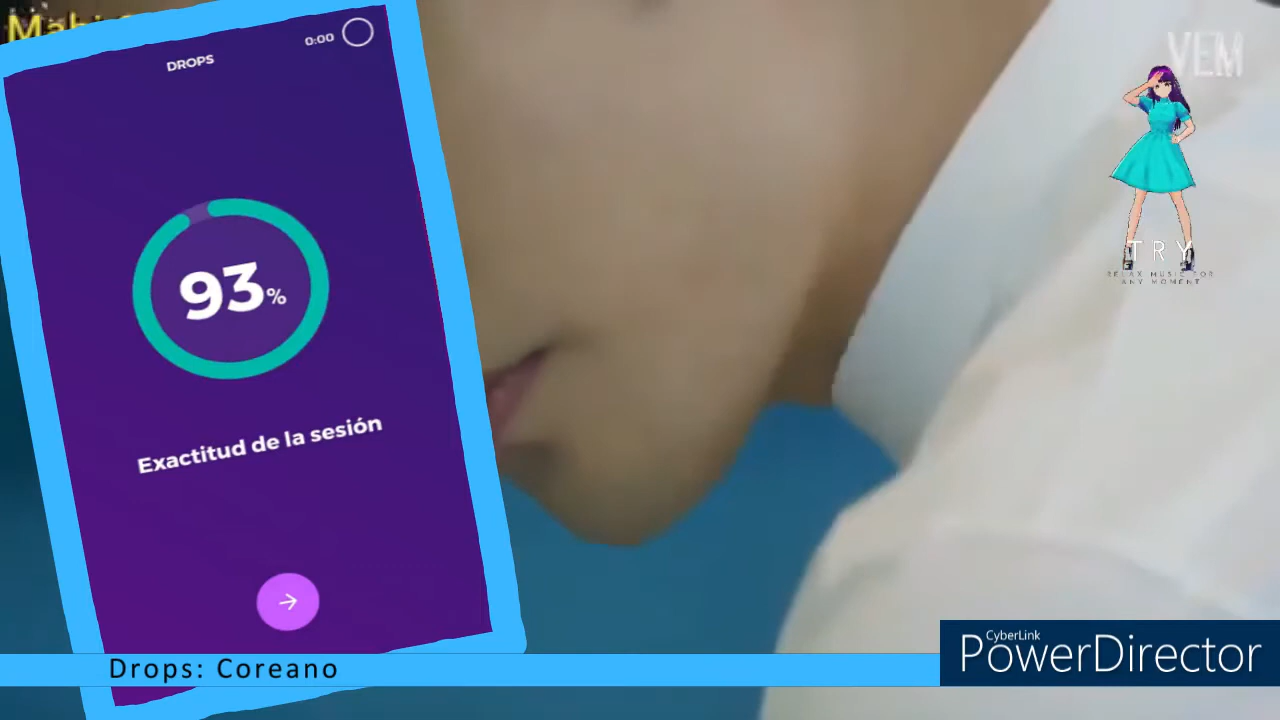 DROPS
0:00
93%
Exactitud de la sesión
VEM
TRY
RELAX MUSIC FOR
ANY MOMENT
Drops: Coreano
CyberLink
PowerDirector